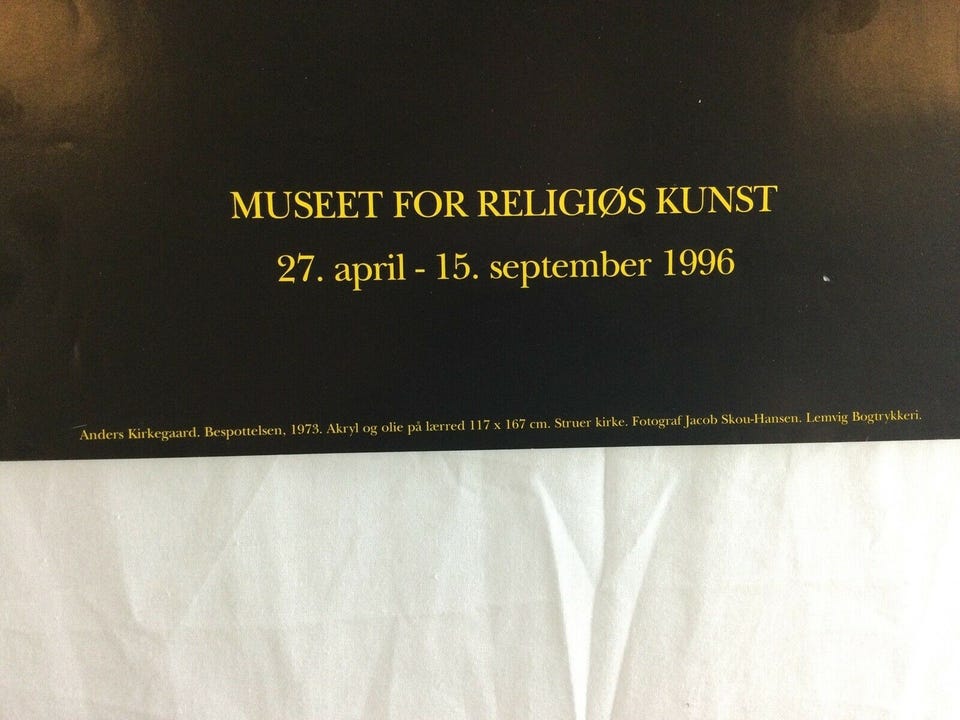 MUSEET FOR RELIGIØS KUNST
27. april - 15. september 1996
Anders Kirkegaard. Bespottelsen, 1973. Akryl og olie på lærred 117 x 167 cm. Struer kirke. Fotograf Jacob Skou-Hansen. Lemvig Bogtrykkeri.